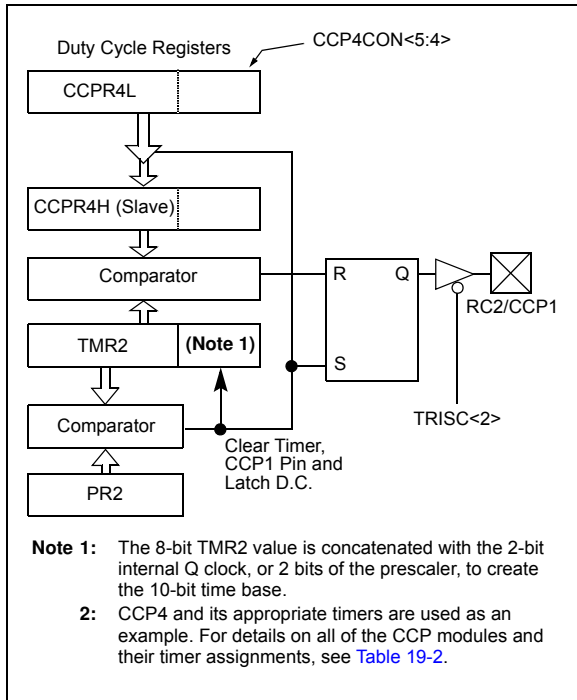 Duty Cycle Registers
CCP4CON<5:4>
CCPR4L
CCPR4H (Slave)
Comparator
R
Q
RC2/CCP1
TMR2
(Note 1)
S
TRISC<2>
Comparator
Clear Timer,
CCP1 Pin and
Latch D.C.
PR2
Note 1: The 8-bit TMR2 value is concatenated with the 2-bit
internal Q clock, or 2 bits of the prescaler, to create
the 10-bit time base.
2: CCP4 and its appropriate timers are used as an
example. For details on all of the CCP modules and
their timer assignments, see Table 19-2.